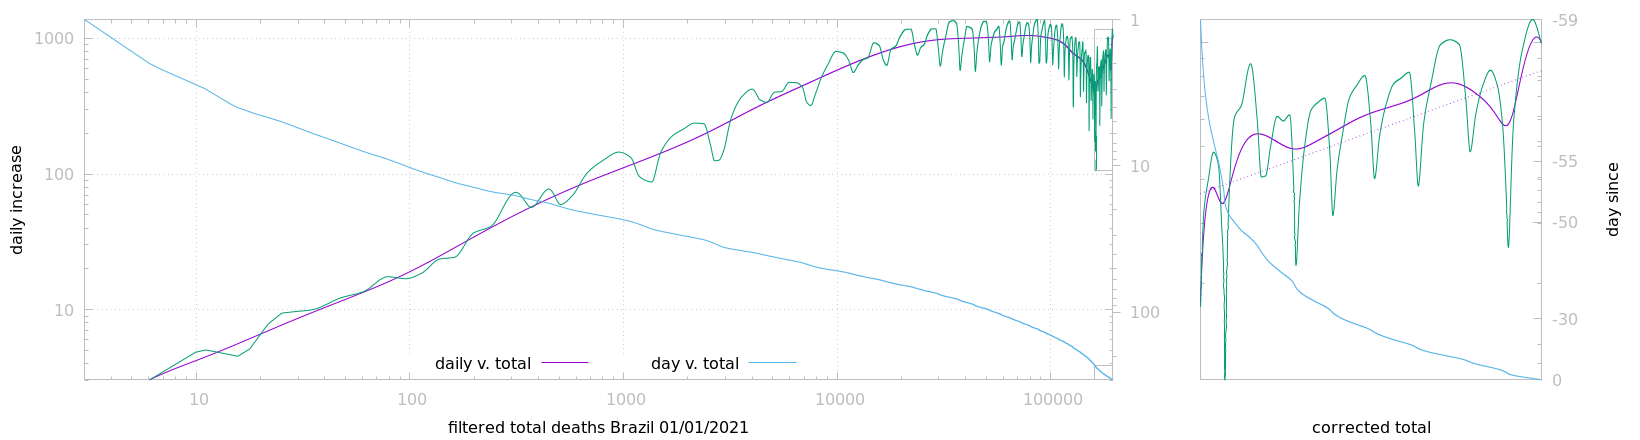 daily increase
1000
100
10
10
100
1000
10000
100000
1
10
100
daily v. total
day v. total
filtered total deaths Brazil 01/01/2021
-59
-55
-50
-30
0
day since
corrected total